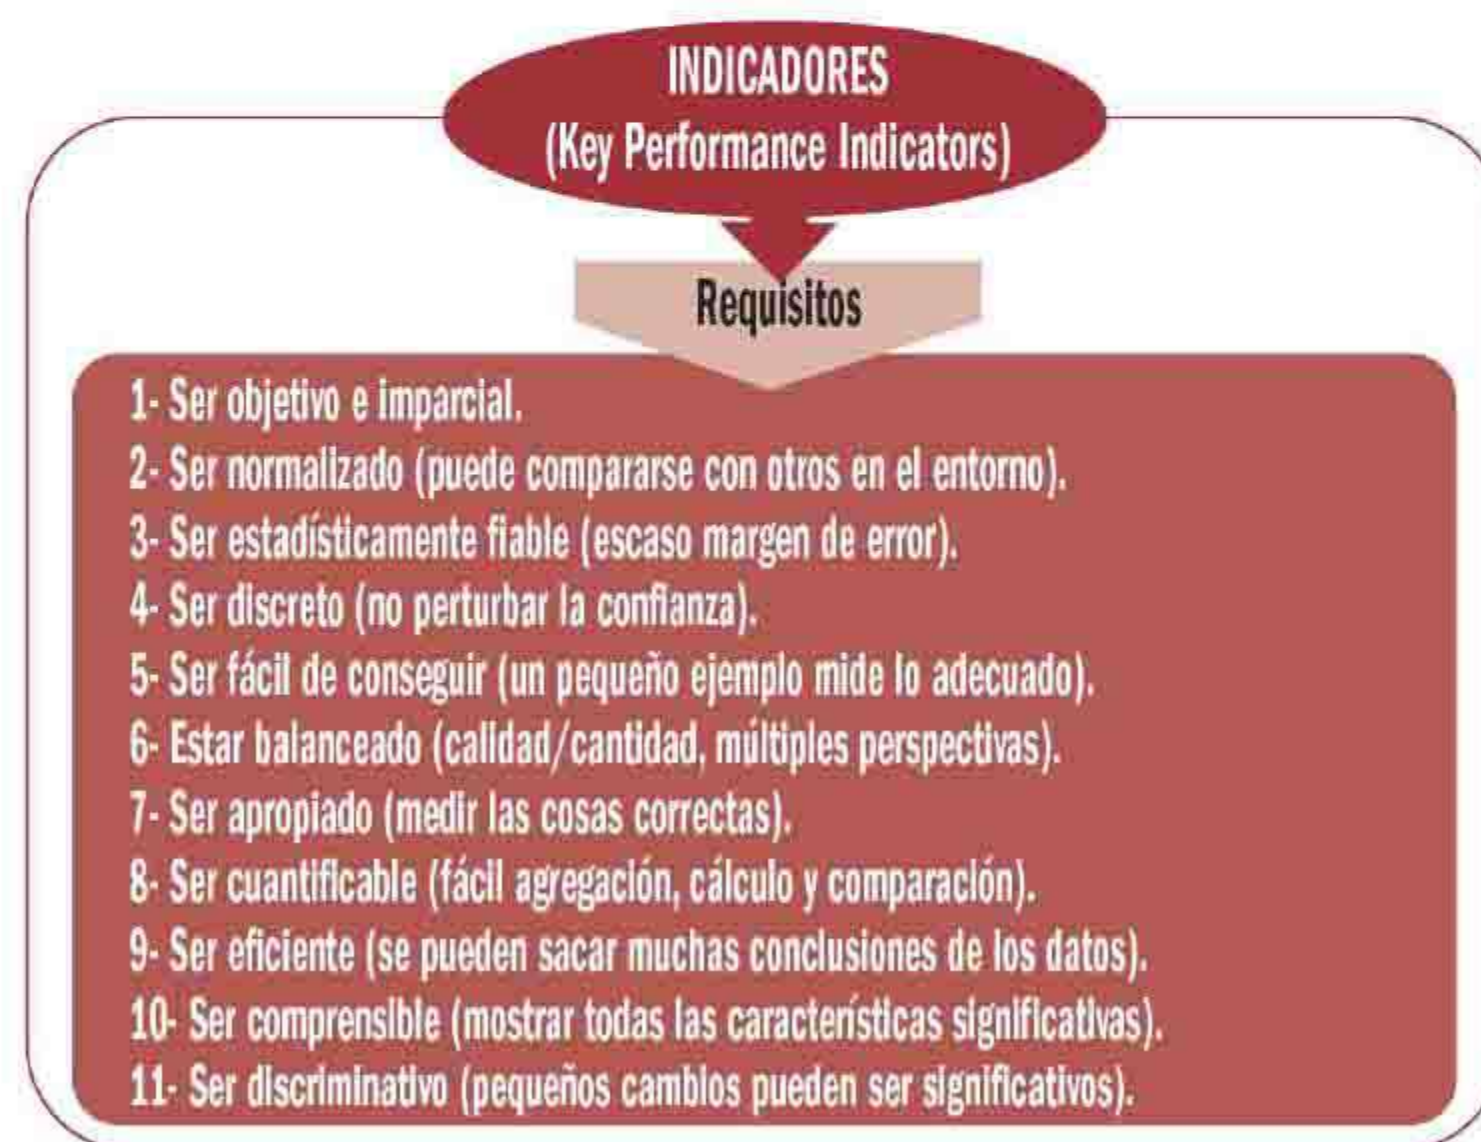 INDICADORES
(Key Performance Indicators)
Requisitos
1- Ser objetivo e imparcial.
2- Ser normalizado (puede compararse con otros en el entorno).
3- Ser estadísticamente fiable (escaso margen de error).
4- Ser discreto (no perturbar la confianza).
5- Ser fácil de conseguir (un pequeño ejemplo mide lo adecuado).
6- Estar balanceado (calidad/cantidad, múltiples perspectivas).
7- Ser apropiado (medir las cosas correctas).
8- Ser cuantificable (fácil agregación, cálculo y comparación).
9- Ser eficiente (se pueden sacar muchas conclusiones de los datos).
10- Ser comprensible (mostrar todas las características significativas).
11- Ser discriminativo (pequeños cambios pueden ser significativos).